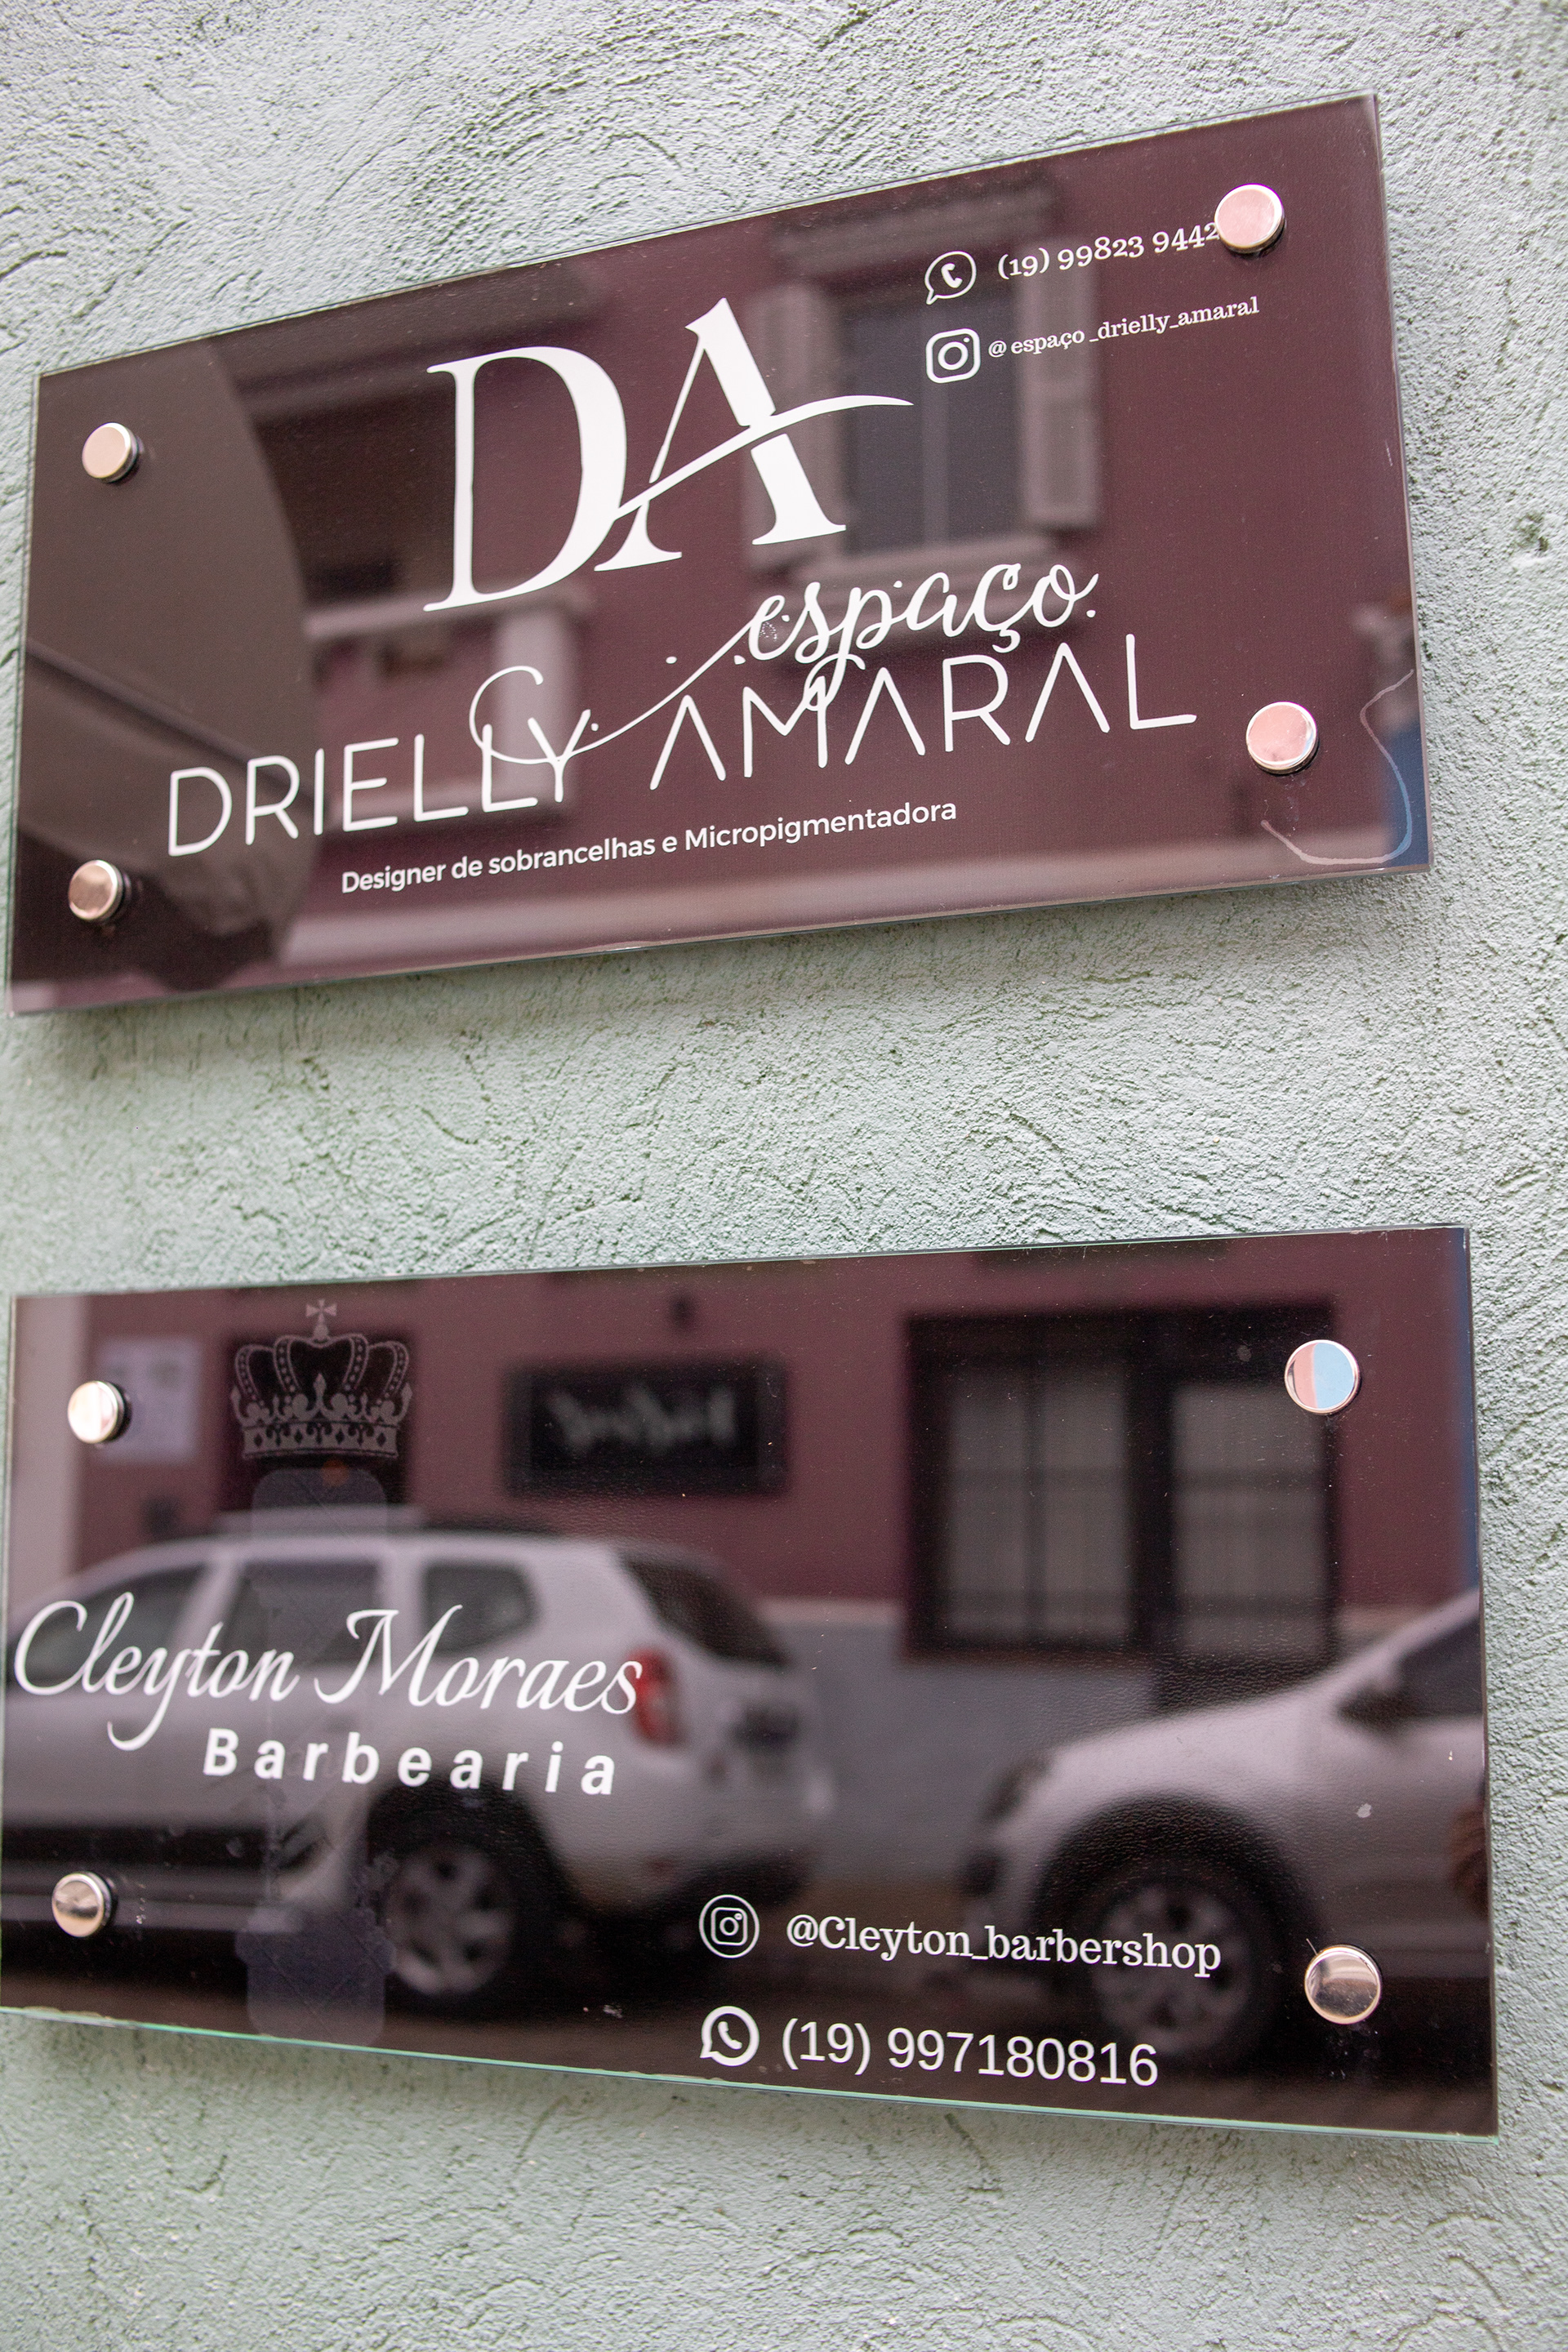 (19) 99823 9442
@espaço_drielly_amaral
DA
espaço
DRIELLY AMARAL
Designer de sobrancelhas e Micropigmentadora
Cleyton Moraes
Barbearia
@Cleyton_barbershop
(19) 997180816